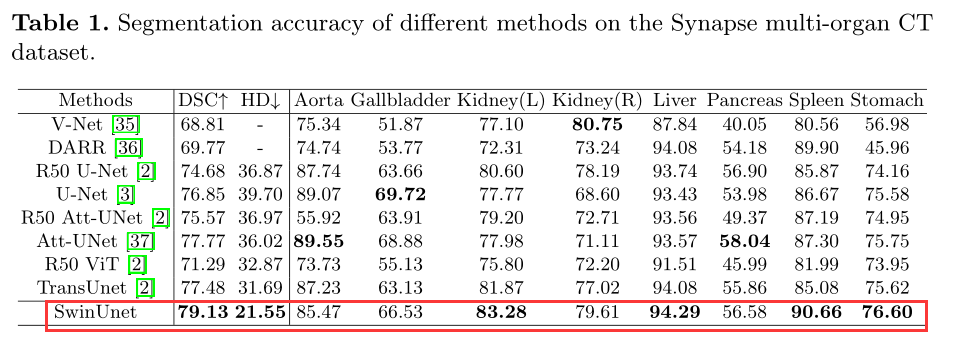 Table 1. Segmentation accuracy of different methods on the Synapse multi-organ CT
dataset.
Methods DSC↑ HD↓ Aorta Gallbladder Kidney(L) Kidney(R) Liver Pancreas Spleen Stomach
V-Net [35] 68.81 - 75.34 51.87 77.10 80.75 87.84 40.05 80.56 56.98
DARR [36] 69.77 - 74.74 53.77 72.31 73.24 94.08 54.18 89.90 45.96
R50 U-Net [2] 74.68 36.87 87.74 63.66 80.60 78.19 93.74 56.90 85.87 74.16
U-Net [3] 76.85 39.70 89.07 69.72 77.77 68.60 93.43 53.98 86.67 75.58
R50 Att-UNet [2] 75.57 36.97 55.92 63.91 79.20 72.71 93.56 49.37 87.19 74.95
Att-UNet [37] 77.77 36.02 89.55 68.88 77.98 71.11 93.57 58.04 87.30 75.75
R50 ViT [2] 71.29 32.87 73.73 55.13 75.80 72.20 91.51 45.99 81.99 73.95
TransUnet [2] 77.48 31.69 87.23 63.13 81.87 77.02 94.08 55.86 85.08 75.62
SwinUnet 79.13 21.55 85.47 66.53 83.28 79.61 94.29 56.58 90.66 76.60